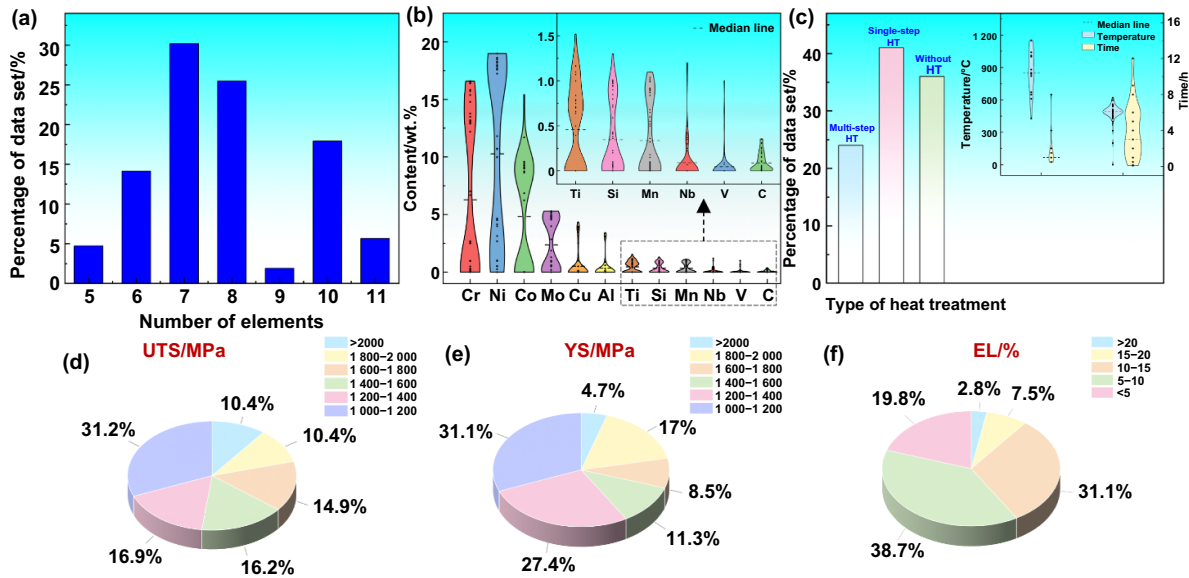 (a)
Percentage of data set/%
30
25
20
15
10
5
0
5 6 7 8 9 10 11
Number of elements
(b)
Content/wt.%
20
15
10
5
0
Cr Ni Co Mo Cu Al Ti Si Mn Nb V C
Median line
1.5
1.0
0.5
0
Ti Si Mn Nb V C
(c)
Percentage of data set/%
40
35
30
25
20
15
10
5
0
Multi-step
HT
Single-step
HT
Without
HT
Type of heat treatment
Temperature/°C
1 200
900
600
300
0
Median line
Temperature
Time
16
12
8
4
0
Time/h
(d)
UTS/MPa
>2000
1 800–2 000
1 600–1 800
1 400–1 600
1 200–1 400
1 000–1 200
10.4%
10.4%
14.9%
16.2%
16.9%
31.2%
(e)
YS/MPa
>2000
1 800–2 000
1 600–1 800
1 400–1 600
1 200–1 400
1 000–1 200
4.7%
17%
8.5%
11.3%
27.4%
31.1%
(f)
EL/%
>20
15–20
10–15
5–10
<5
2.8%
7.5%
31.1%
38.7%
19.8%